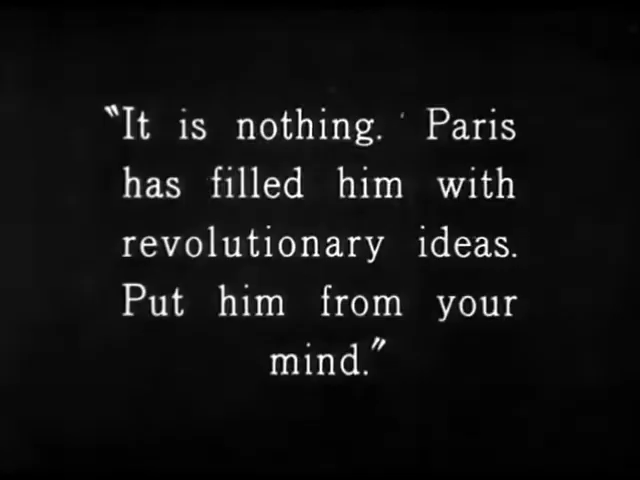 "It is nothing. Paris
has filled him with
revolutionary ideas.
Put him from your
mind."